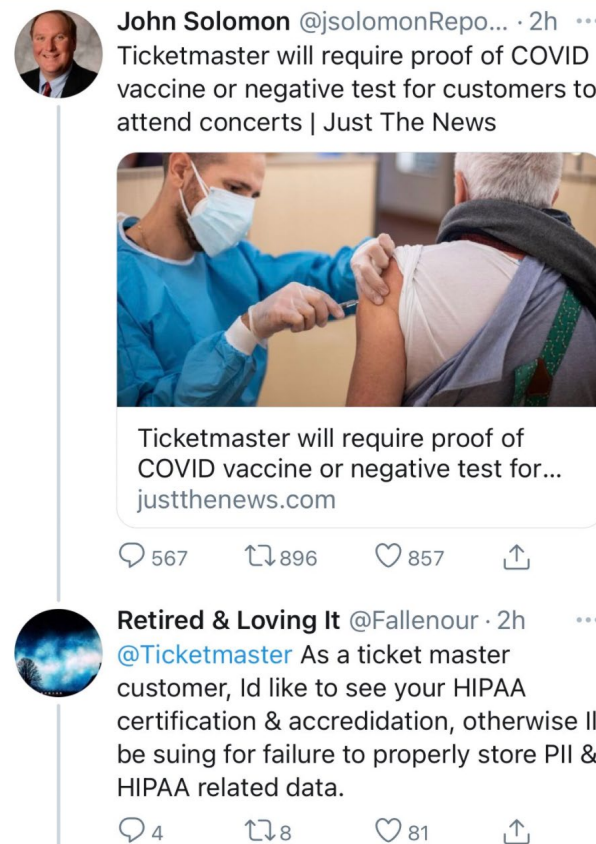 John Solomon @jsolomonRepo... · 2h ...
Ticketmaster will require proof of COVID
vaccine or negative test for customers to
attend concerts | Just The News
Ticketmaster will require proof of
COVID vaccine or negative test for...
justthenews.com
567 896 857
Retired & Loving It @Fallenour · 2h ...
@Ticketmaster As a ticket master
customer, Id like to see your HIPAA
certification & accredidation, otherwise Il
be suing for failure to properly store PII &
HIPAA related data.
4 8 81